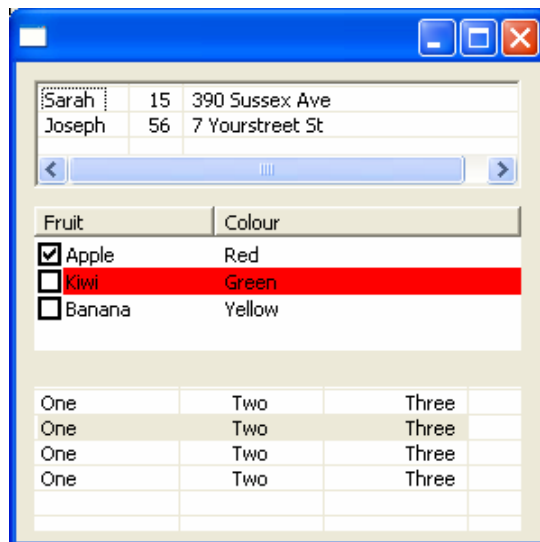 Sarah 15 390 Sussex Ave
Joseph 56 7 Yourstreet St
Fruit Colour
Apple Red
Kiwi Green
Banana Yellow
One Two Three
One Two Three
One Two Three
One Two Three